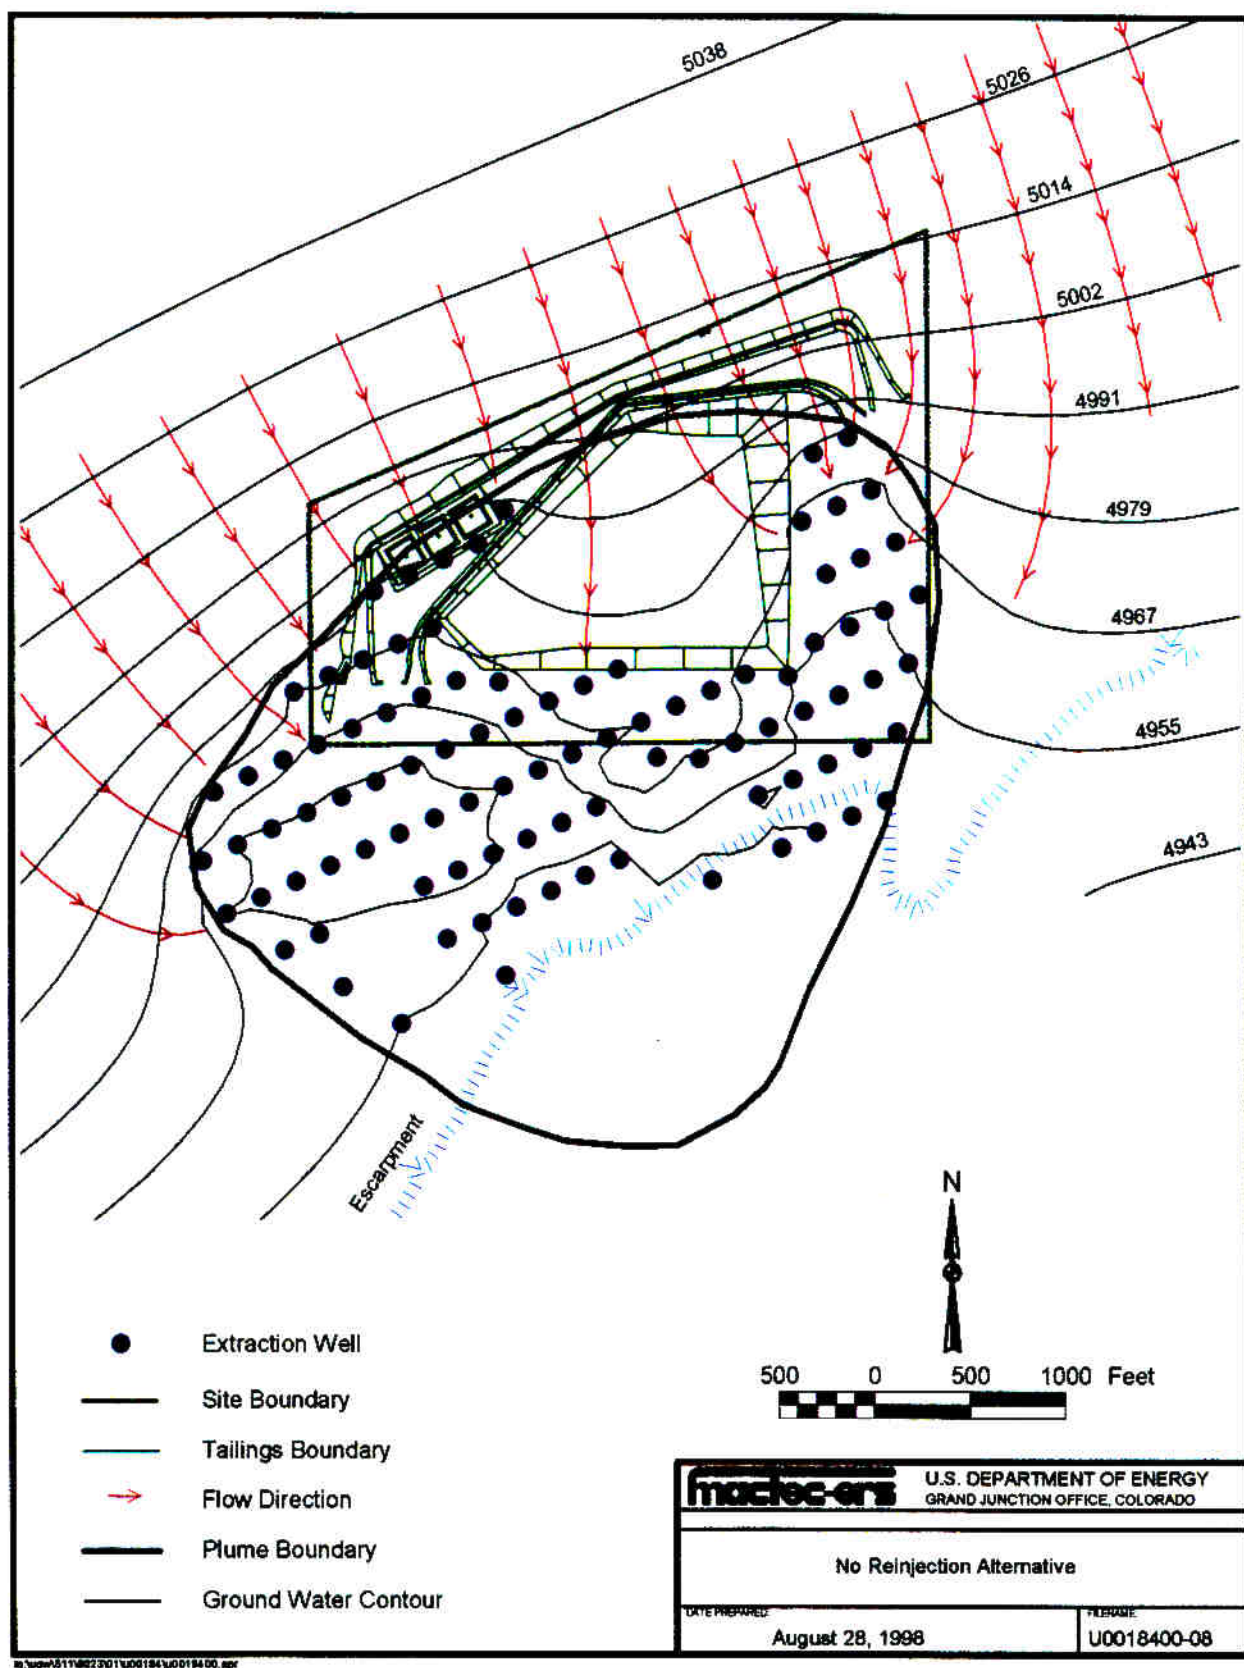 5038
5026
5014
5002
4991
4979
4967
4955
4943
Escarpment
N
Extraction Well
Site Boundary
Tailings Boundary
Flow Direction
Plume Boundary
Ground Water Contour
500 0 500 1000 Feet
mactec-ers
U.S. DEPARTMENT OF ENERGY
GRAND JUNCTION OFFICE, COLORADO
No Reinjection Alternative
DATE PREPARED:
August 28, 1998
FILENAME:
U0018400-08